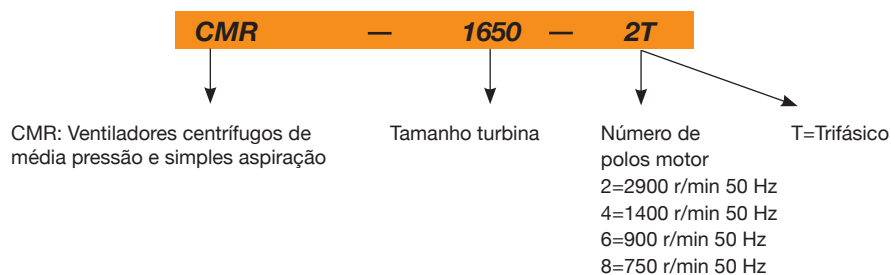 CMR — 1650 — 2T
CMR: Ventiladores centrífugos de
média pressão e simples aspiração
Tamanho turbina
Número de
polos motor
2=2900 r/min 50 Hz
4=1400 r/min 50 Hz
6=900 r/min 50 Hz
8=750 r/min 50 Hz
T=Trifásico